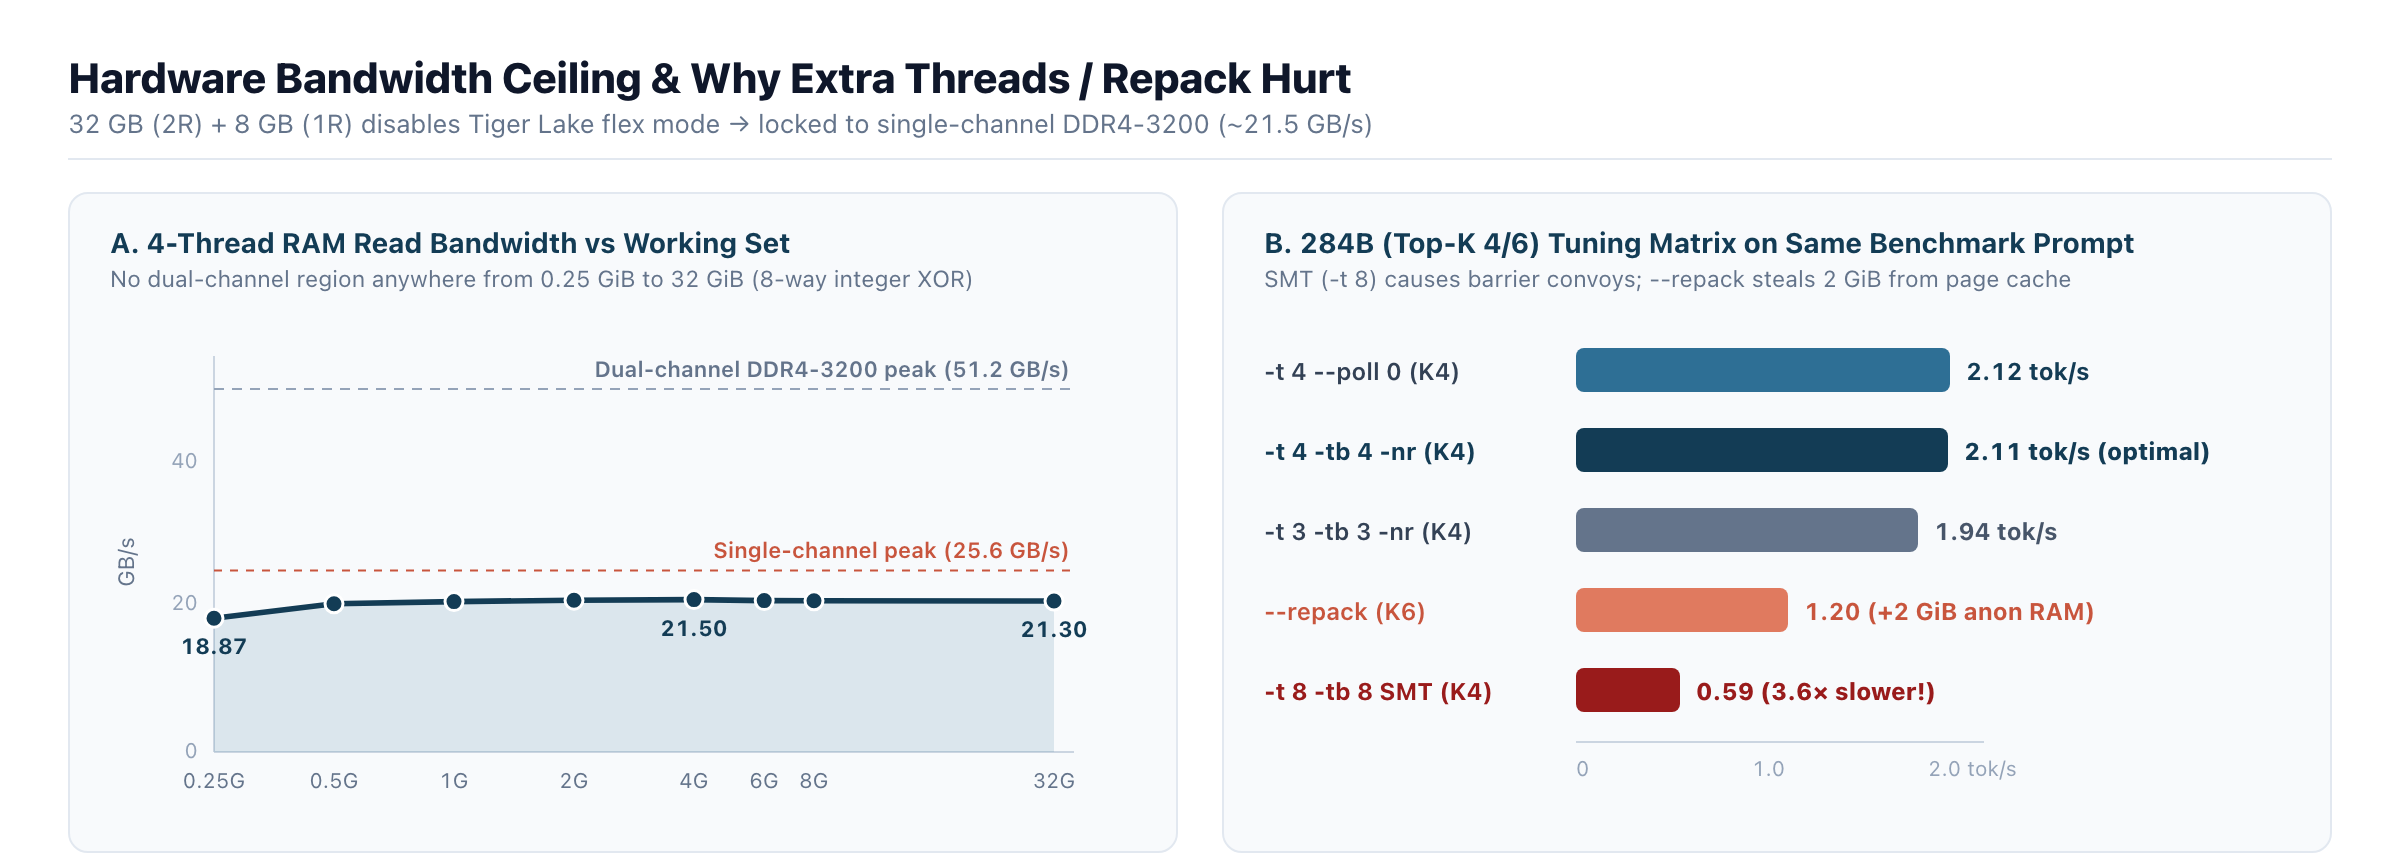 Hardware Bandwidth Ceiling & Why Extra Threads / Repack Hurt
32 GB (2R) + 8 GB (1R) disables Tiger Lake flex mode → locked to single-channel DDR4-3200 (~21.5 GB/s)
A. 4-Thread RAM Read Bandwidth vs Working Set
No dual-channel region anywhere from 0.25 GiB to 32 GiB (8-way integer XOR)
Dual-channel DDR4-3200 peak (51.2 GB/s)
40
Single-channel peak (25.6 GB/s)
GB/s
20
18.87
21.50
21.30
0
0.25G 0.5G 1G 2G 4G 6G 8G 32G
B. 284B (Top-K 4/6) Tuning Matrix on Same Benchmark Prompt
SMT (-t 8) causes barrier convoys; --repack steals 2 GiB from page cache
-t 4 --poll 0 (K4) 2.12 tok/s
-t 4 -tb 4 -nr (K4) 2.11 tok/s (optimal)
-t 3 -tb 3 -nr (K4) 1.94 tok/s
--repack (K6) 1.20 (+2 GiB anon RAM)
-t 8 -tb 8 SMT (K4) 0.59 (3.6× slower!)
0 1.0 2.0 tok/s